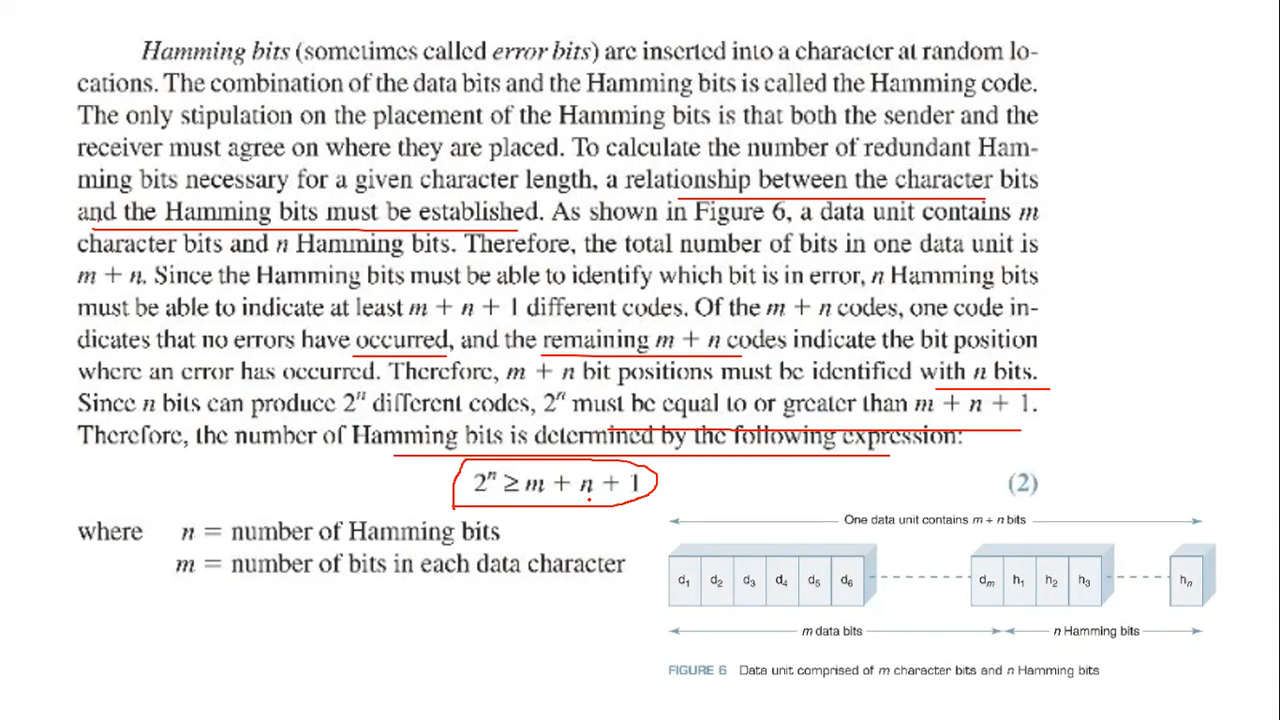 Hamming bits (sometimes called error bits) are inserted into a character at random lo-
cations. The combination of the data bits and the Hamming bits is called the Hamming code.
The only stipulation on the placement of the Hamming bits is that both the sender and the
receiver must agree on where they are placed. To calculate the number of redundant Ham-
ming bits necessary for a given character length, a relationship between the character bits
and the Hamming bits must be established. As shown in Figure 6, a data unit contains m
character bits and n Hamming bits. Therefore, the total number of bits in one data unit is
m + n. Since the Hamming bits must be able to identify which bit is in error, n Hamming bits
must be able to indicate at least m + n + 1 different codes. Of the m + n codes, one code in-
dicates that no errors have occurred, and the remaining m + n codes indicate the bit position
where an error has occurred. Therefore, m + n bit positions must be identified with n bits.
Since n bits can produce 2ⁿ different codes, 2ⁿ must be equal to or greater than m + n + 1.
Therefore, the number of Hamming bits is determined by the following expression:
2ⁿ ≥ m + n + 1 (2)
where n = number of Hamming bits
m = number of bits in each data character
One data unit contains m + n bits
d₁ d₂ d₃ d₄ d₅ d₆ dₘ h₁ h₂ h₃ hₙ
m data bits n Hamming bits
FIGURE 6 Data unit comprised of m character bits and n Hamming bits